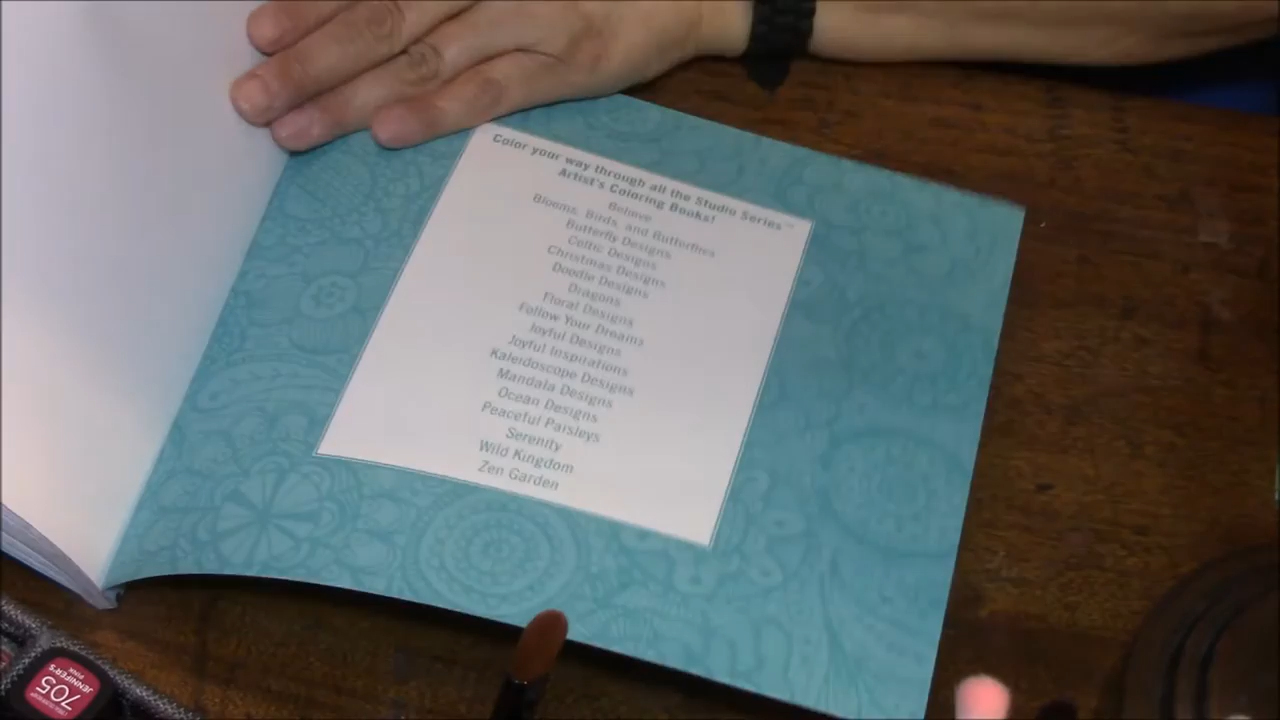 Color your way through all the Studio Series™
Artist's Coloring Books!
Believe
Blooms, Birds, and Butterflies
Butterfly Designs
Celtic Designs
Christmas Designs
Doodle Designs
Dragons
Floral Designs
Follow Your Dreams
Joyful Designs
Joyful Inspirations
Kaleidoscope Designs
Mandala Designs
Ocean Designs
Peaceful Paisleys
Serenity
Wild Kingdom
Zen Garden
705
JENNIFER'S
PINK